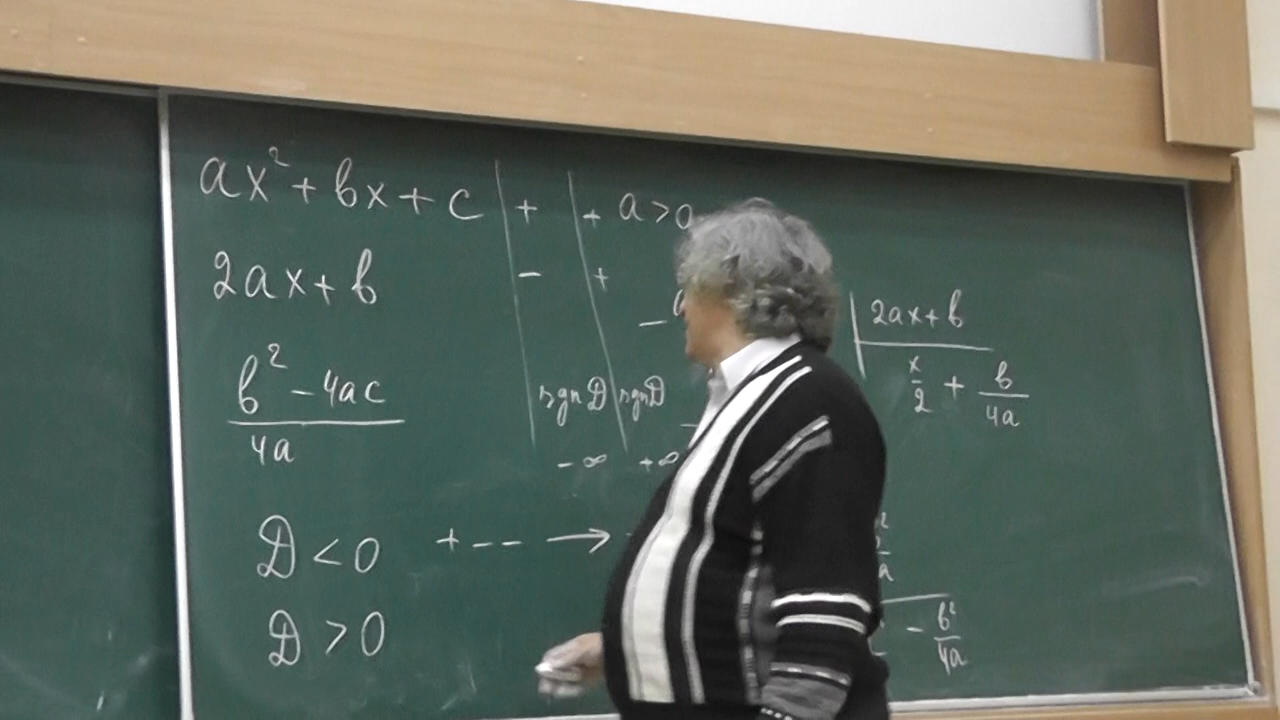 ax² + bx + c + + a > 0
2ax + b - +
b² - 4ac
4a
sgn D sgn D
- ∞ + ∞
D < 0 + - - →
D > 0
2ax + b
x/2 + b/4a
- b²/4a